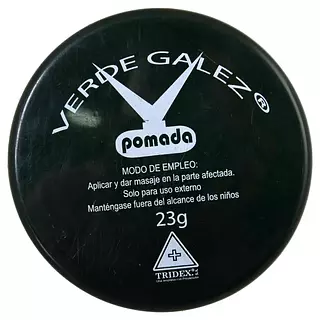 VERDE GALEZ®
pomada
MODO DE EMPLEO:
Aplicar y dar masaje en la parte afectada.
Solo para uso externo
Manténgase fuera del alcance de los niños
23g
TRIDEX